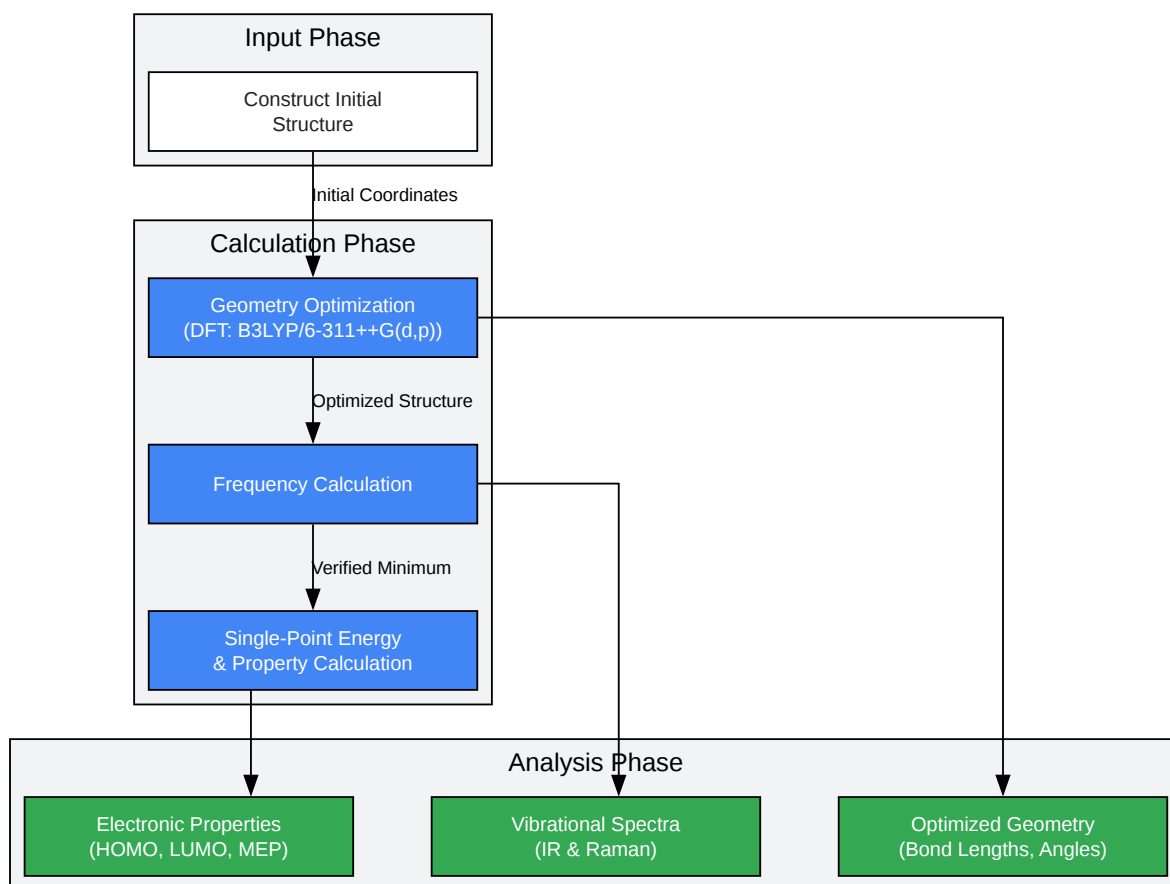 Input Phase
Construct Initial
Structure
Initial Coordinates
Calculation Phase
Geometry Optimization
(DFT: B3LYP/6-311++G(d,p))
Optimized Structure
Frequency Calculation
Verified Minimum
Single-Point Energy
& Property Calculation
Analysis Phase
Electronic Properties
(HOMO, LUMO, MEP)
Vibrational Spectra
(IR & Raman)
Optimized Geometry
(Bond Lengths, Angles)